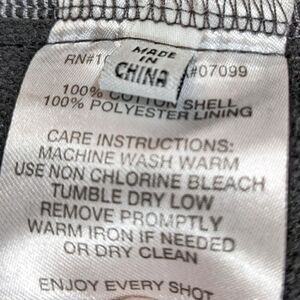 MADE
IN
CHINA
RN#1 #07099
100% COTTON SHELL
100% POLYESTER LINING
CARE INSTRUCTIONS:
MACHINE WASH WARM
USE NON CHLORINE BLEACH
TUMBLE DRY LOW
REMOVE PROMPTLY
WARM IRON IF NEEDED
OR DRY CLEAN
ENJOY EVERY SHOT